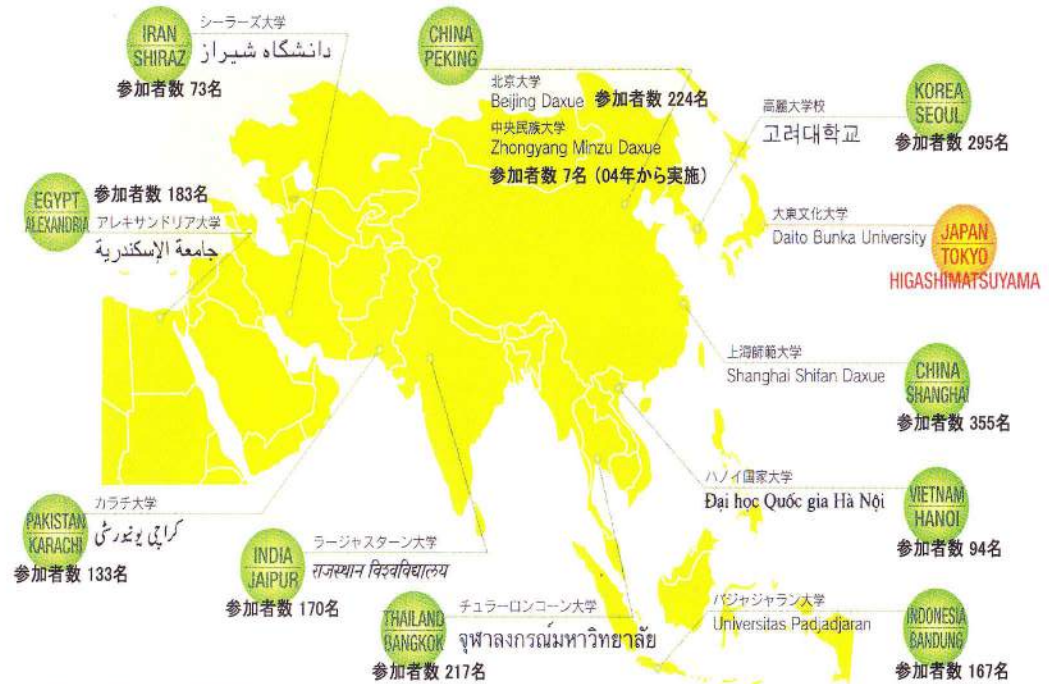 IRAN
SHIRAZ
シーラーズ大学
دانشگاه شیراز
参加者数 73名
CHINA
PEKING
北京大学
Beijing Daxue 参加者数 224名
中央民族大学
Zhongyang Minzu Daxue
参加者数 7名（04年から実施）
高麗大学校
고려대학교
KOREA
SEOUL
参加者数 295名
EGYPT
ALEXANDRIA
参加者数 183名
アレキサンドリア大学
جامعة الإسكندرية
大東文化大学
Daito Bunka University
JAPAN
TOKYO
HIGASHIMATSUYAMA
上海師範大学
Shanghai Shifan Daxue
CHINA
SHANGHAI
参加者数 355名
カラチ大学
کراچی یونیورسٹی
PAKISTAN
KARACHI
参加者数 133名
INDIA
JAIPUR
ラージャスターン大学
राजस्थान विश्वविद्यालय
参加者数 170名
THAILAND
BANGKOK
チュラーロンコーン大学
จุฬาลงกรณ์มหาวิทยาลัย
参加者数 217名
ハノイ国家大学
Đại học Quốc gia Hà Nội
VIETNAM
HANOI
参加者数 94名
パジャジャラン大学
Universitas Padjadjaran
INDONESIA
BANDUNG
参加者数 167名